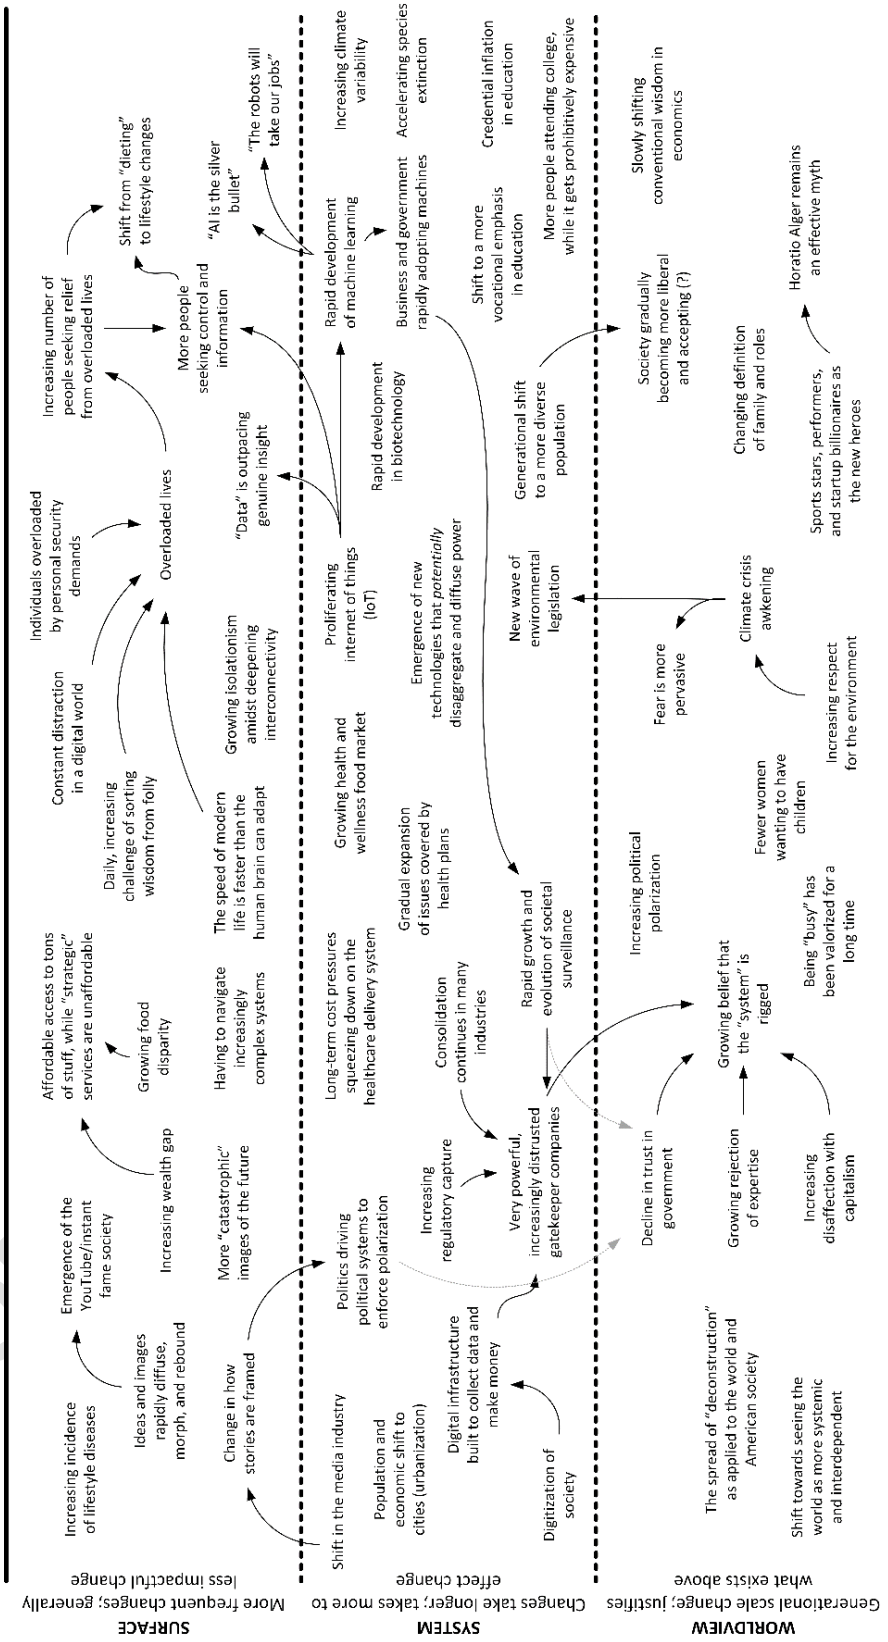 SURFACE
More frequent changes; generally
less impactful change
Increasing incidence
of lifestyle diseases
Emergence of the
YouTube/instant
fame society
Ideas and images
rapidly diffuse,
morph, and rebound
Change in how
stories are framed
Increasing wealth gap
More “catastrophic”
images of the future
Affordable access to tons
of stuff, while “strategic”
services are unaffordable
Growing food
disparity
Having to navigate
increasingly
complex systems
Constant distraction
in a digital world
Daily, increasing
challenge of sorting
wisdom from folly
The speed of modern
life is faster than the
human brain can adapt
Individuals overloaded
by personal security
demands
Overloaded lives
Growing isolationism
amidst deepening
interconnectivity
Increasing number of
people seeking relief
from overloaded lives
More people
seeking control and
information
“Data” is outpacing
genuine insight
Shift from “dieting”
to lifestyle changes
“AI is the silver
bullet”
“The robots will
take our jobs”
SYSTEM
Changes take longer; takes more to
effect change
Shift in the media industry
Population and
economic shift to
cities (urbanization)
Digital infrastructure
built to collect data and
make money
Digitization of
society
Politics driving
political systems to
enforce polarization
Increasing
regulatory capture
Very powerful,
increasingly distrusted
gatekeeper companies
Long-term cost pressures
squeezing down on the
healthcare delivery system
Consolidation
continues in many
industries
Rapid growth and
evolution of societal
surveillance
Growing health and
wellness food market
Gradual expansion
of issues covered by
health plans
Proliferating
internet of things
(IoT)
Emergence of new
technologies that potentially
disaggregate and diffuse power
New wave of
environmental
legislation
Rapid development
in biotechnology
Generational shift
to a more diverse
population
Rapid development
of machine learning
Business and government
rapidly adopting machines
Shift to a more
vocational emphasis
in education
Increasing climate
variability
Accelerating species
extinction
Credential inflation
in education
More people attending college,
while it gets prohibitively expensive
WORLDVIEW
Generational scale change; justifies
what exists above
The spread of “deconstruction”
as applied to the world and
American society
Shift towards seeing the
world as more systemic
and interdependent
Decline in trust in
government
Growing rejection
of expertise
Increasing
disaffection with
capitalism
Growing belief that
the “system” is
rigged
Increasing political
polarization
Being “busy” has
been valorized for a
long time
Fewer women
wanting to have
children
Fear is more
pervasive
Climate crisis
awkening
Increasing respect
for the environment
Society gradually
becoming more liberal
and accepting (?)
Changing definition
of family and roles
Sports stars, performers,
and startup billionaires as
the new heroes
Horatio Alger remains
an effective myth
Slowly shifting
conventional wisdom in
economics